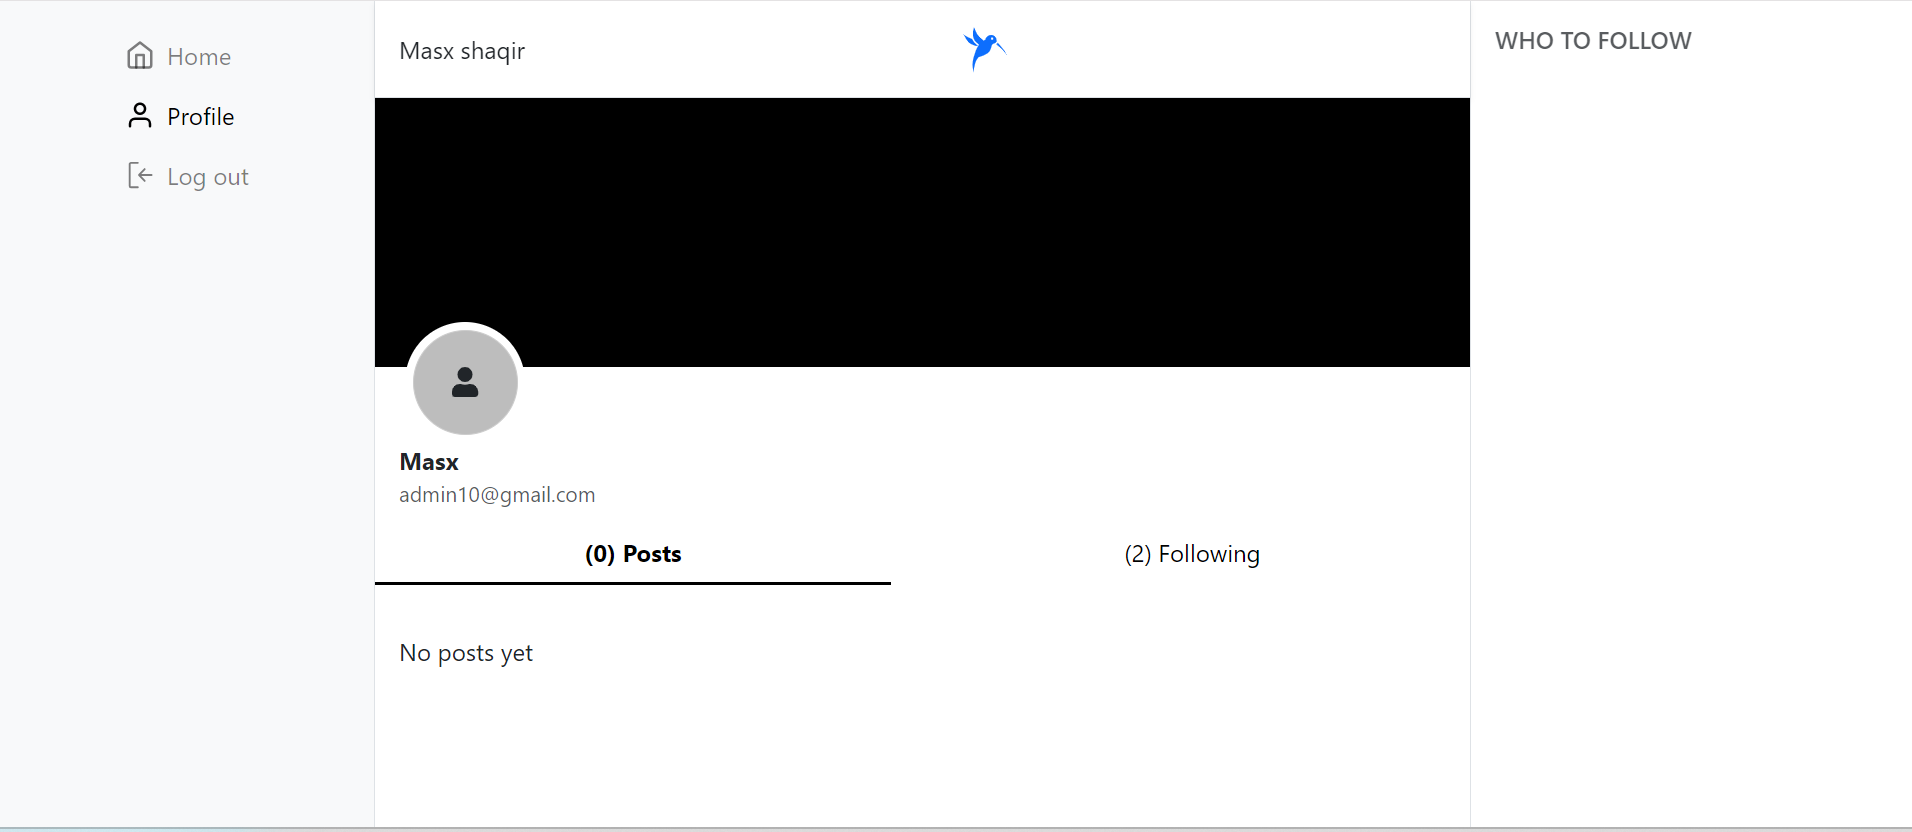 Home
Profile
Log out
Masx shaqir
Masx
admin10@gmail.com
(0) Posts
(2) Following
No posts yet
WHO TO FOLLOW